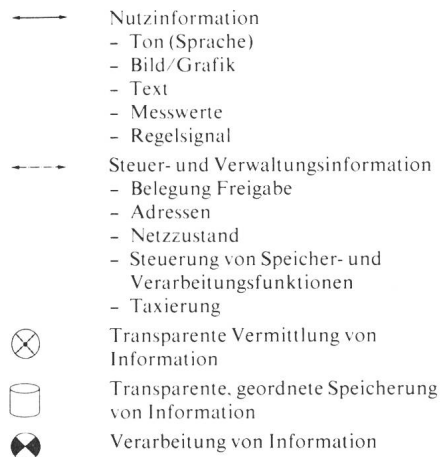 Nutzinformation
– Ton (Sprache)
– Bild/Grafik
– Text
– Messwerte
– Regelsignal
Steuer- und Verwaltungsinformation
– Belegung Freigabe
– Adressen
– Netzzustand
– Steuerung von Speicher- und
Verarbeitungsfunktionen
– Taxierung
Transparente Vermittlung von
Information
Transparente, geordnete Speicherung
von Information
Verarbeitung von Information